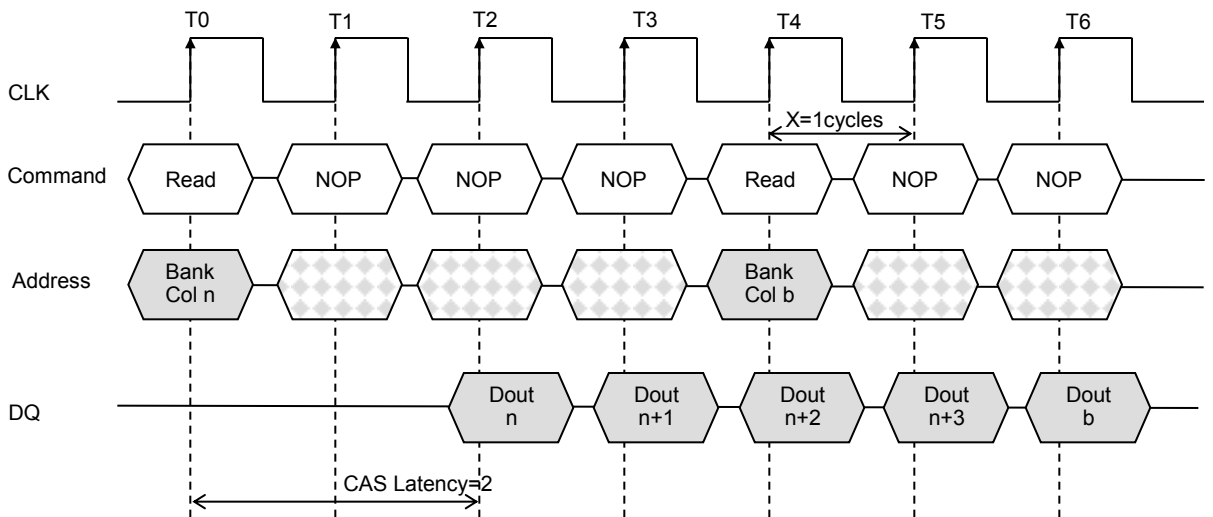 T0 T1 T2 T3 T4 T5 T6
CLK
X=1cycles
Command Read NOP NOP NOP Read NOP NOP
Address Bank Col n Bank Col b
DQ Dout n Dout n+1 Dout n+2 Dout n+3 Dout b
CAS Latency=2